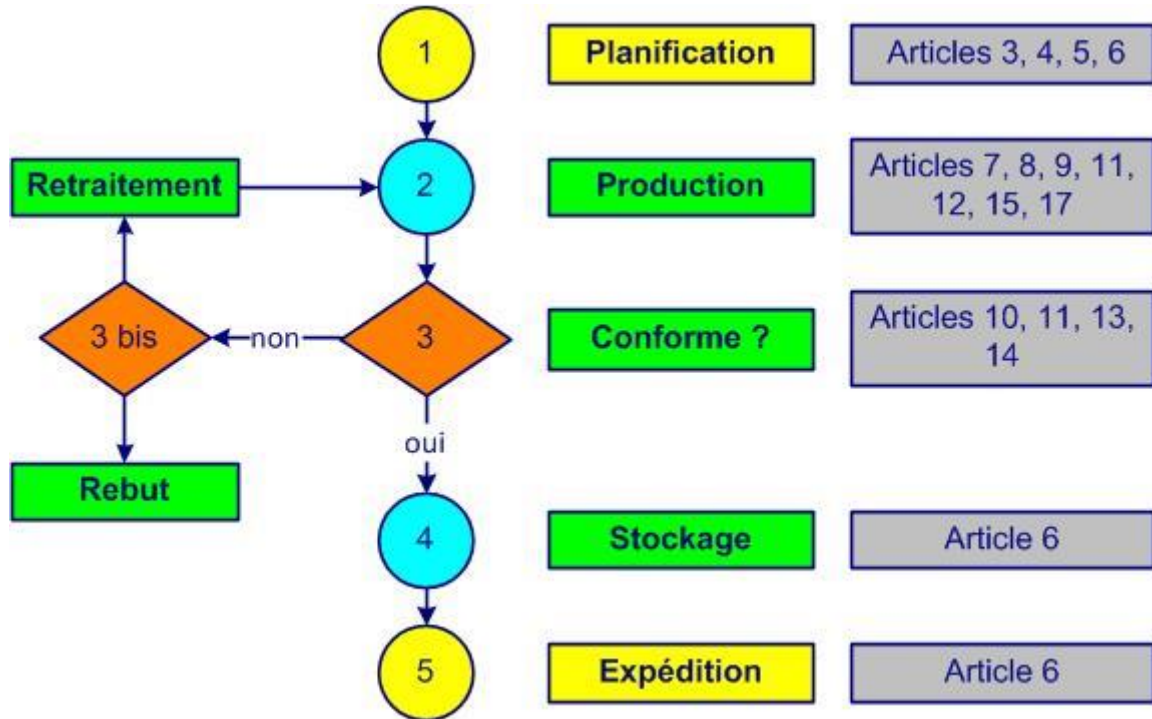 1
Planification
Articles 3, 4, 5, 6
Retraitement
2
Production
Articles 7, 8, 9, 11,
12, 15, 17
3 bis
non
3
Conforme ?
Articles 10, 11, 13,
14
oui
Rebut
4
Stockage
Article 6
5
Expédition
Article 6